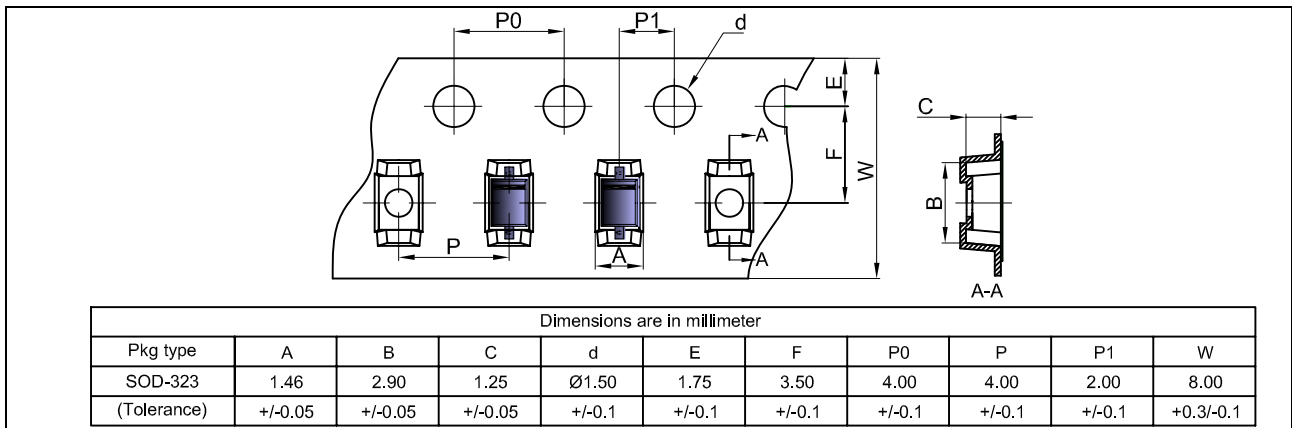 P0
P1
d
E
C
A
F
W
B
P
A
A
A-A
Dimensions are in millimeter
Pkg type A B C d E F P0 P P1 W
SOD-323 1.46 2.90 1.25 Ø1.50 1.75 3.50 4.00 4.00 2.00 8.00
(Tolerance) +/-0.05 +/-0.05 +/-0.05 +/-0.1 +/-0.1 +/-0.1 +/-0.1 +/-0.1 +/-0.1 +0.3/-0.1